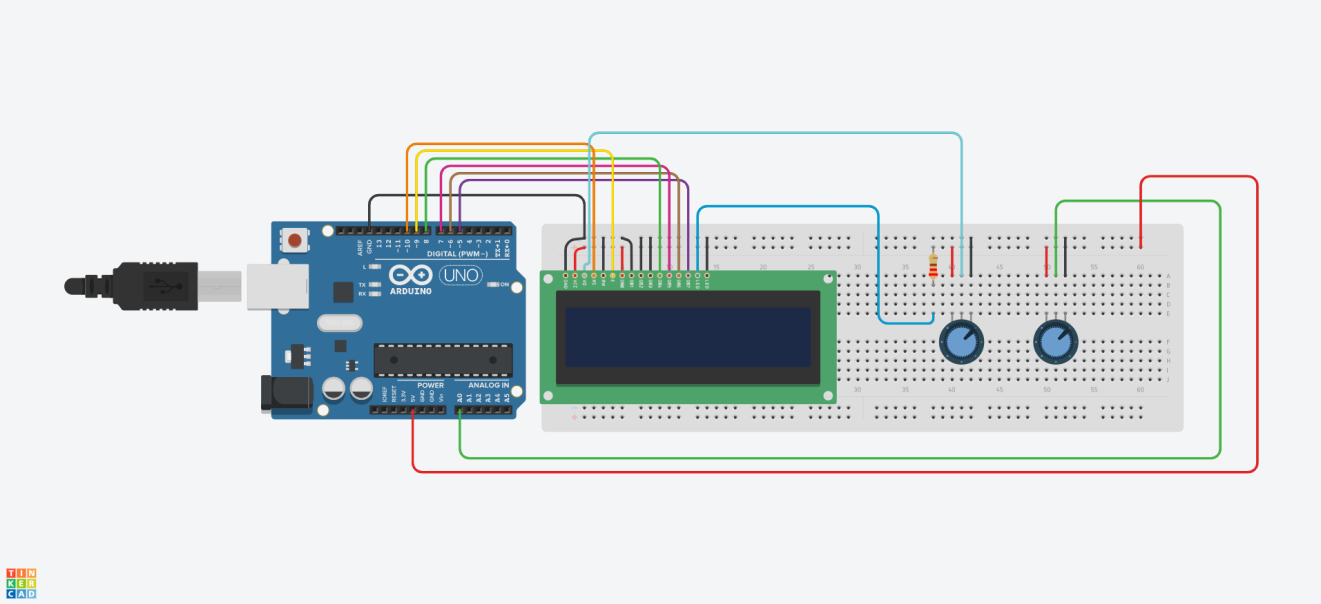 AREF
GND
13
12
~11
~10
~9
8
7
~6
~5
4
~3
2
TX→1
RX←0
DIGITAL (PWM~)
L
TX
RX
UNO
ON
ARDUINO
POWER
ANALOG IN
IOREF
RESET
3.3V
5V
GND
GND
Vin
A0
A1
A2
A3
A4
A5
15
20
25
30
35
40
45
50
55
60
A
B
C
D
E
F
G
H
I
J
30
35
40
45
50
55
60
TIN
KER
CAD